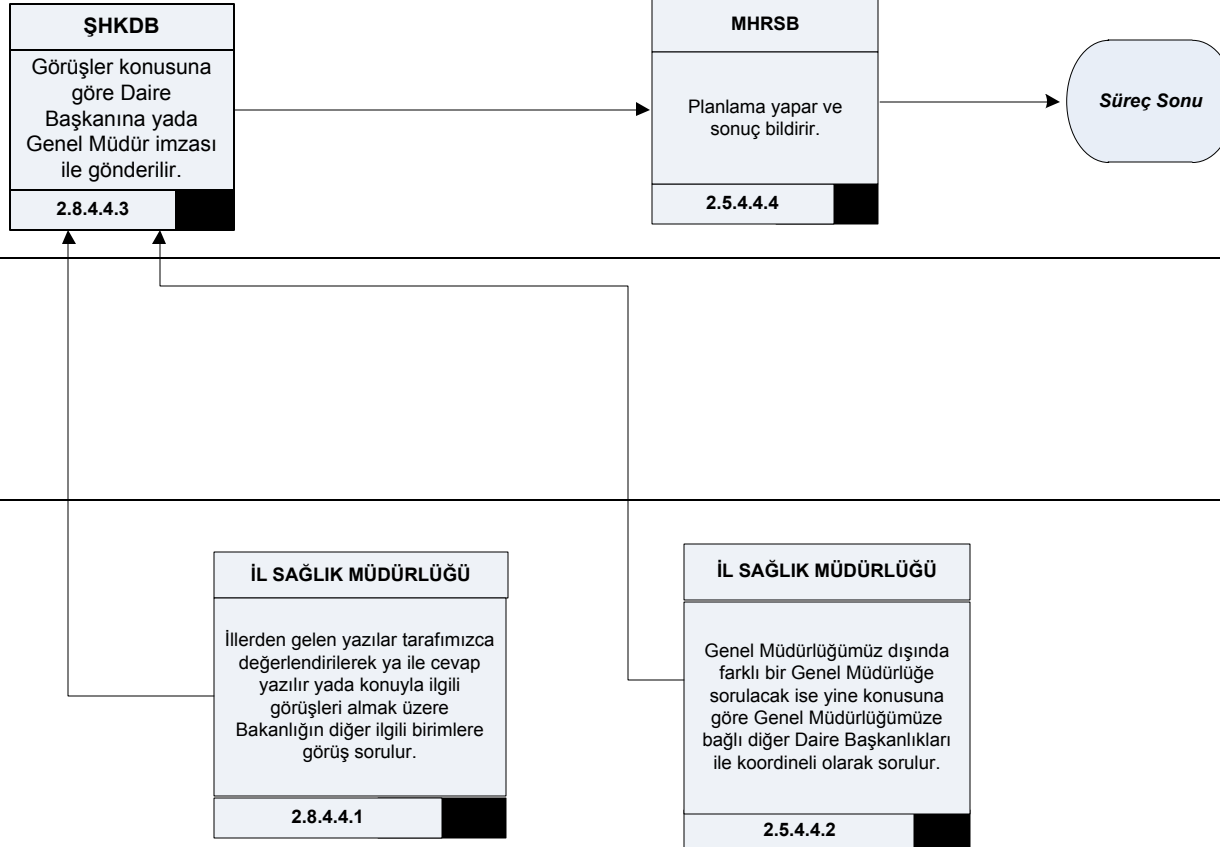 ŞHKDB
Görüşler konusuna
göre Daire
Başkanına yada
Genel Müdür imzası
ile gönderilir.
2.8.4.4.3
MHRSB
Planlama yapar ve
sonuç bildirir.
2.5.4.4.4
Süreç Sonu
İL SAĞLIK MÜDÜRLÜĞÜ
İllerden gelen yazılar tarafımızca
değerlendirilerek ya ile cevap
yazılır yada konuyla ilgili
görüşleri almak üzere
Bakanlığın diğer ilgili birimlere
görüş sorulur.
2.8.4.4.1
İL SAĞLIK MÜDÜRLÜĞÜ
Genel Müdürlüğümüz dışında
farklı bir Genel Müdürlüğe
sorulacak ise yine konusuna
göre Genel Müdürlüğümüze
bağlı diğer Daire Başkanlıkları
ile koordineli olarak sorulur.
2.5.4.4.2